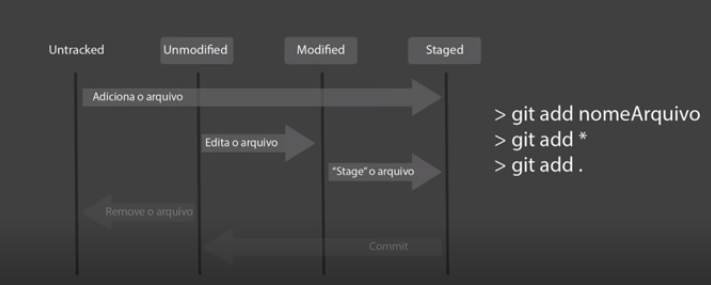 Untracked
Unmodified
Modified
Staged
Adiciona o arquivo
Edita o arquivo
"Stage" o arquivo
Remove o arquivo
Commit
> git add nomeArquivo
> git add *
> git add .